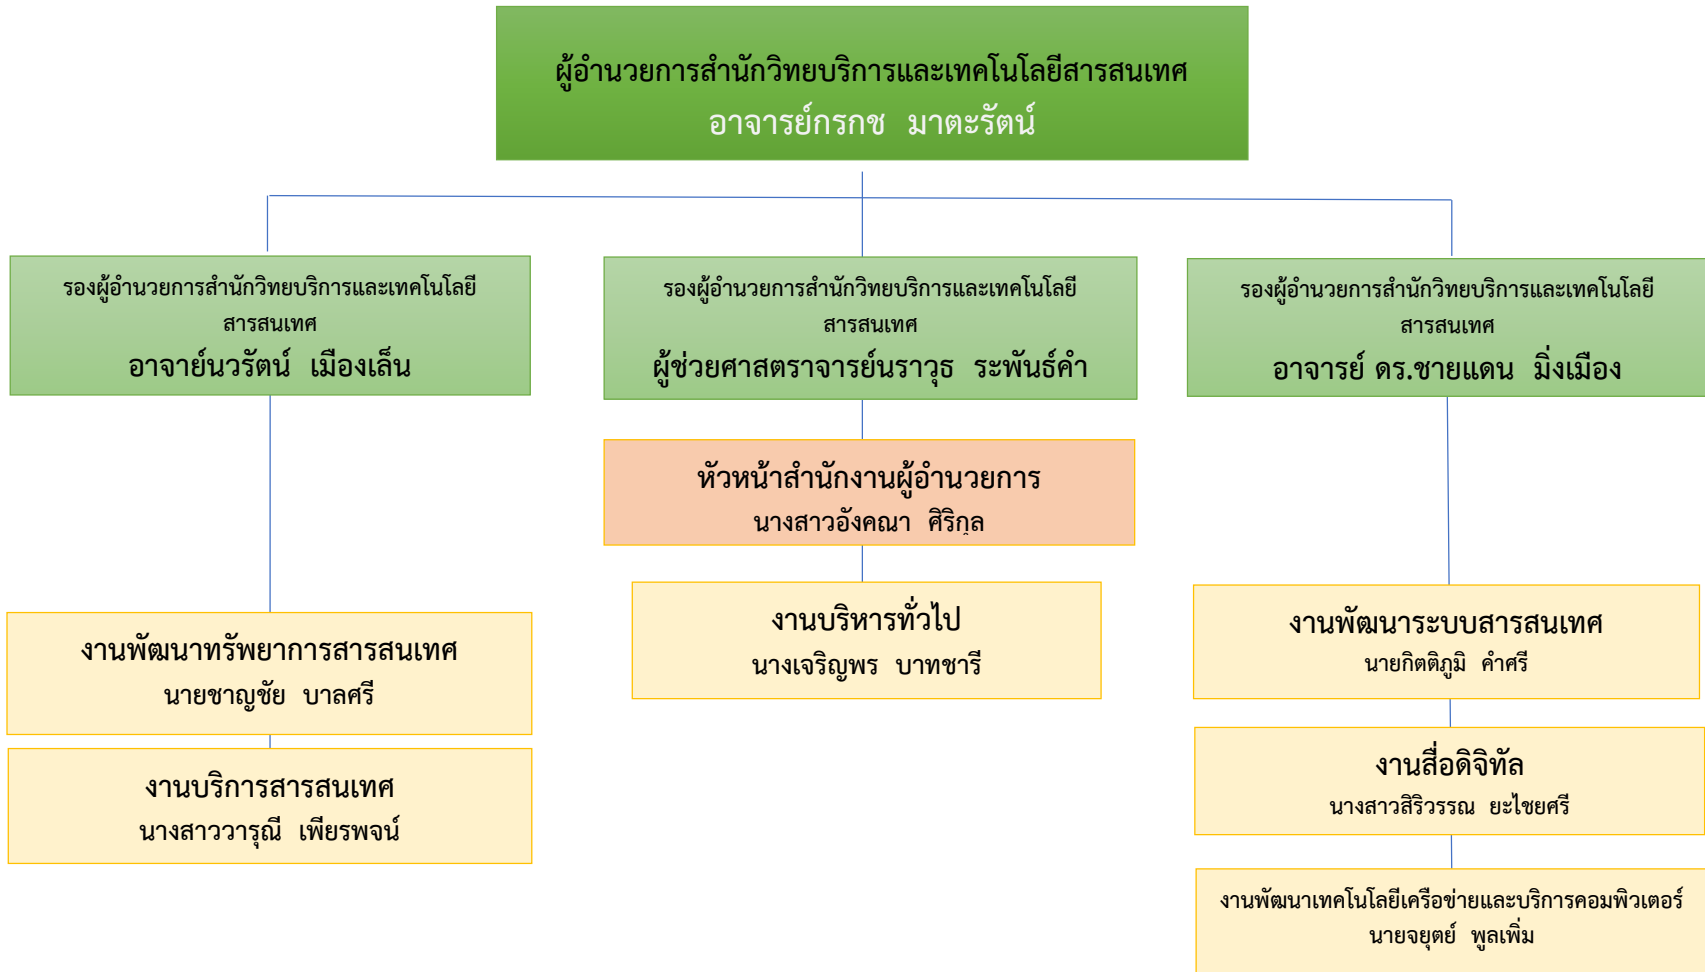 ผู้อำนวยการสำนักวิทยบริการและเทคโนโลยีสารสนเทศ
อาจารย์กรกช มาตะรัตน์
รองผู้อำนวยการสำนักวิทยบริการและเทคโนโลยี
สารสนเทศ
อาจาย์นวรัตน์ เมืองเล็น
รองผู้อำนวยการสำนักวิทยบริการและเทคโนโลยี
สารสนเทศ
ผู้ช่วยศาสตราจารย์นราวุธ ระพันธ์คำ
รองผู้อำนวยการสำนักวิทยบริการและเทคโนโลยี
สารสนเทศ
อาจารย์ ดร.ชายแดน มิ่งเมือง
หัวหน้าสำนักงานผู้อำนวยการ
นางสาวอังคณา ศิริกุล
งานพัฒนาทรัพยาการสารสนเทศ
นายชาญชัย บาลศรี
งานบริการสารสนเทศ
นางสาววารุณี เพียรพจน์
งานบริหารทั่วไป
นางเจริญพร บาทชารี
งานพัฒนาระบบสารสนเทศ
นายกิตติภูมิ คำศรี
งานสื่อดิจิทัล
นางสาวสิริวรรณ ยะไชยศรี
งานพัฒนาเทคโนโลยีเครือข่ายและบริการคอมพิวเตอร์
นายจยุตย์ พูลเพิ่ม